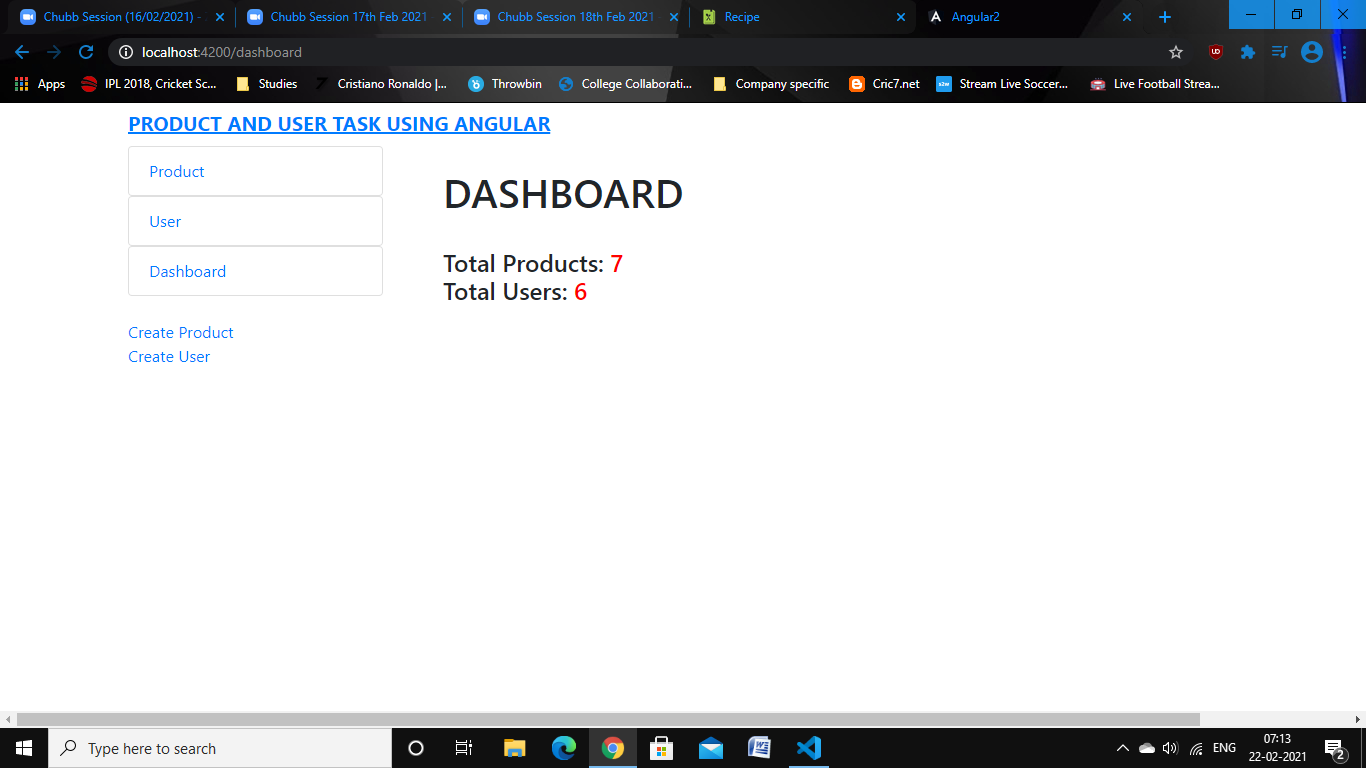 Chubb Session (16/02/2021) -
Chubb Session 17th Feb 2021
Chubb Session 18th Feb 2021
Recipe
Angular2
localhost:4200/dashboard
Apps
IPL 2018, Cricket Sc...
Studies
Cristiano Ronaldo |...
Throwbin
College Collaborati...
Company specific
Cric7.net
Stream Live Soccer...
Live Football Strea...
PRODUCT AND USER TASK USING ANGULAR
Product
User
Dashboard
Create Product
Create User
DASHBOARD
Total Products: 7
Total Users: 6
Type here to search
ENG
07:13
22-02-2021
2